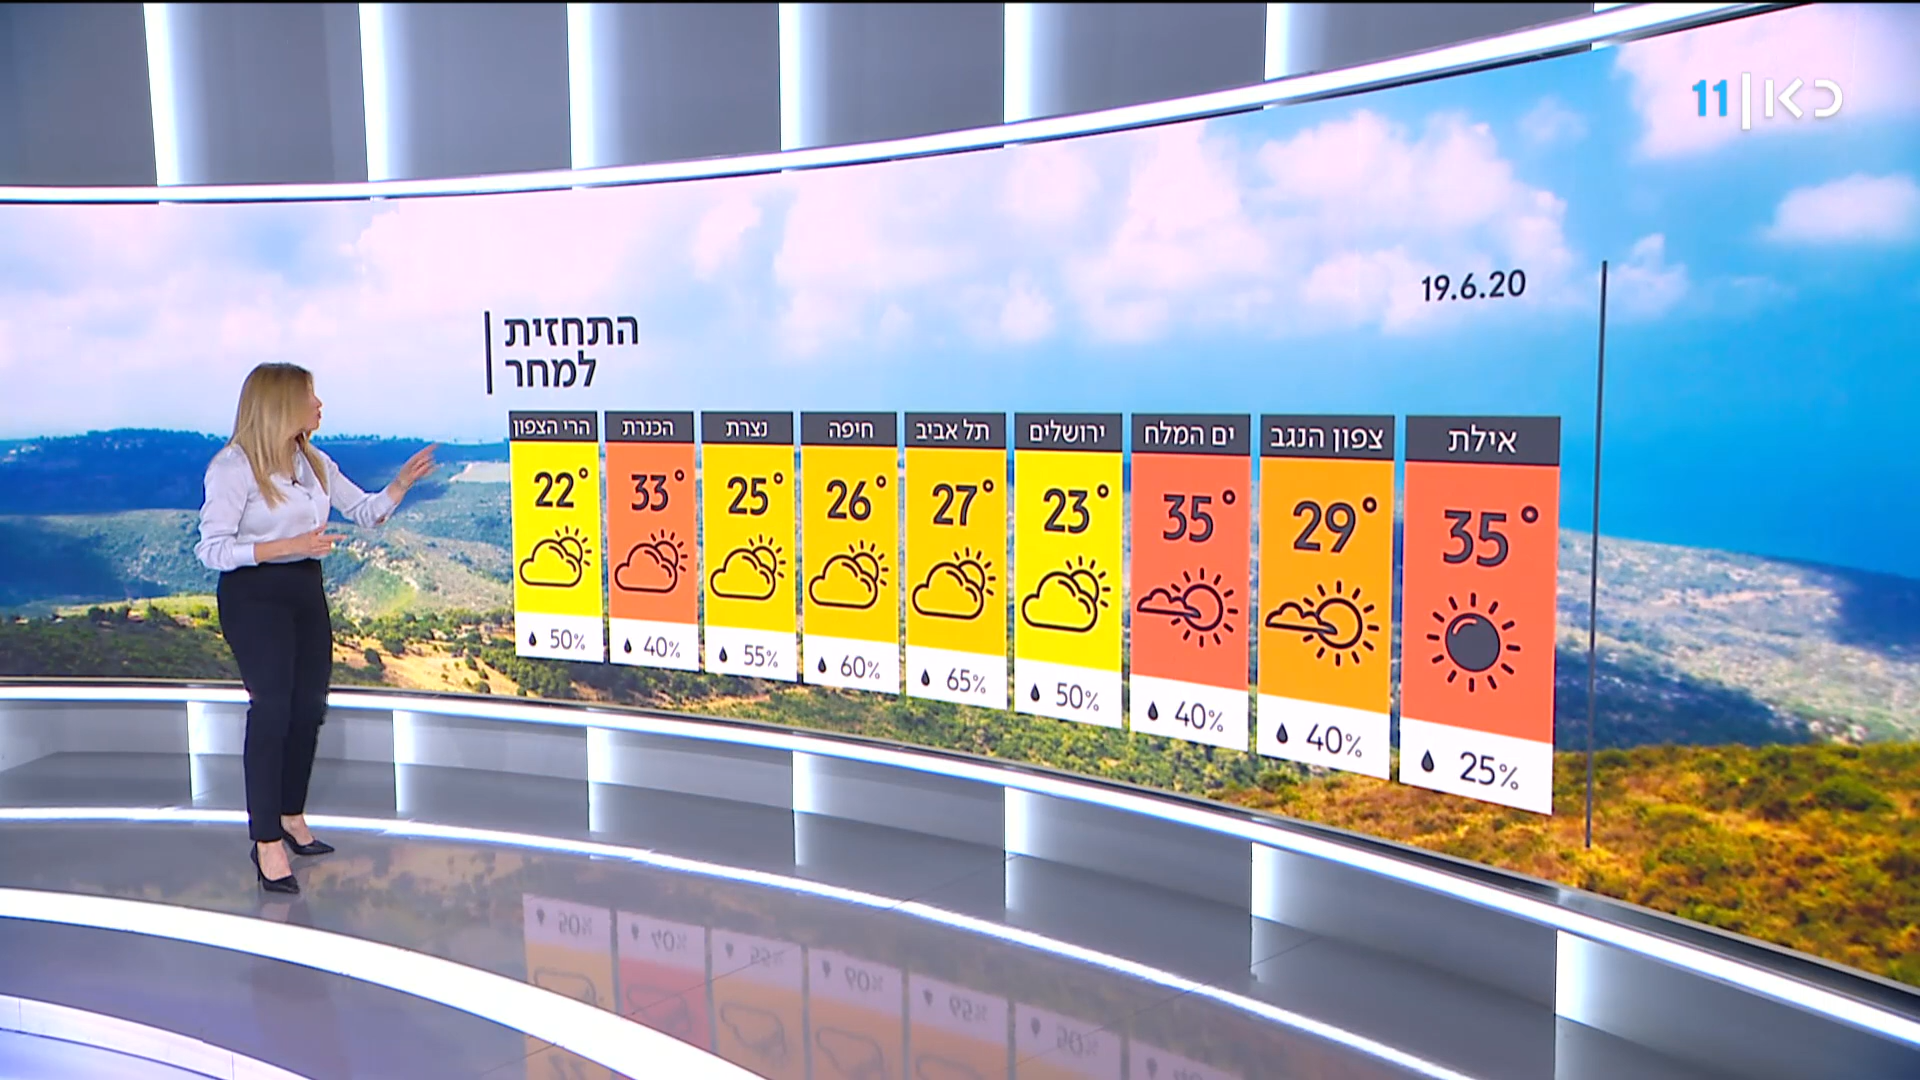 כאן 11
19.6.20
התחזית
למחר
הרי הצפון
הכנרת
נצרת
חיפה
תל אביב
ירושלים
ים המלח
צפון הנגב
אילת
22°
33°
25°
26°
27°
23°
35°
29°
35°
50%
40%
55%
60%
65%
50%
40%
40%
25%